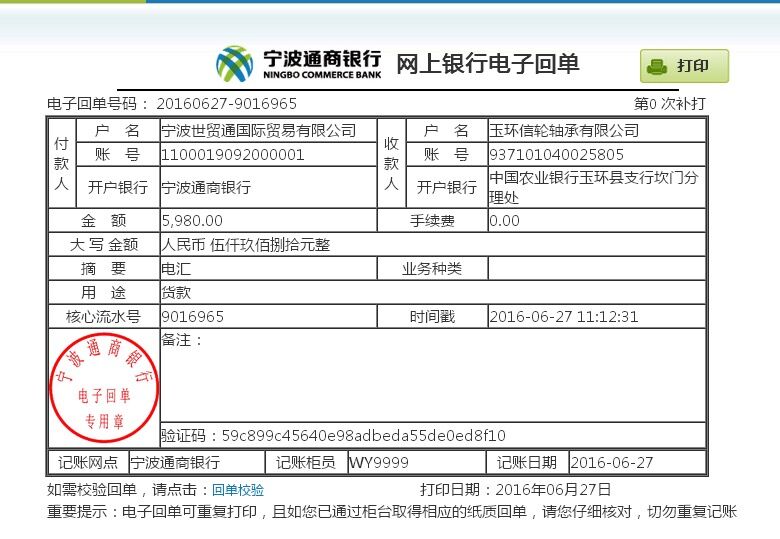 宁波通商银行
NINGBO COMMERCE BANK
网上银行电子回单
打印
电子回单号码： 20160627-9016965
第0 次补打
付款人
户 名
宁波世贸通国际贸易有限公司
收款人
户 名
玉环信轮轴承有限公司
账 号
1100019092000001
账 号
937101040025805
开户银行
宁波通商银行
开户银行
中国农业银行玉环县支行坎门分
理处
金 额
5,980.00
手续费
0.00
大 写 金额
人民币 伍仟玖佰捌拾元整
摘 要
电汇
业务种类
用 途
货款
核心流水号
9016965
时间戳
2016-06-27 11:12:31
宁波通商银行
电子回单
专用章
备注：
验证码：59c899c45640e98adbeda55de0ed8f10
记账网点
宁波通商银行
记账柜员
WY9999
记账日期
2016-06-27
如需校验回单，请点击：回单校验
打印日期：2016年06月27日
重要提示：电子回单可重复打印，且如您已通过柜台取得相应的纸质回单，请您仔细核对，切勿重复记账